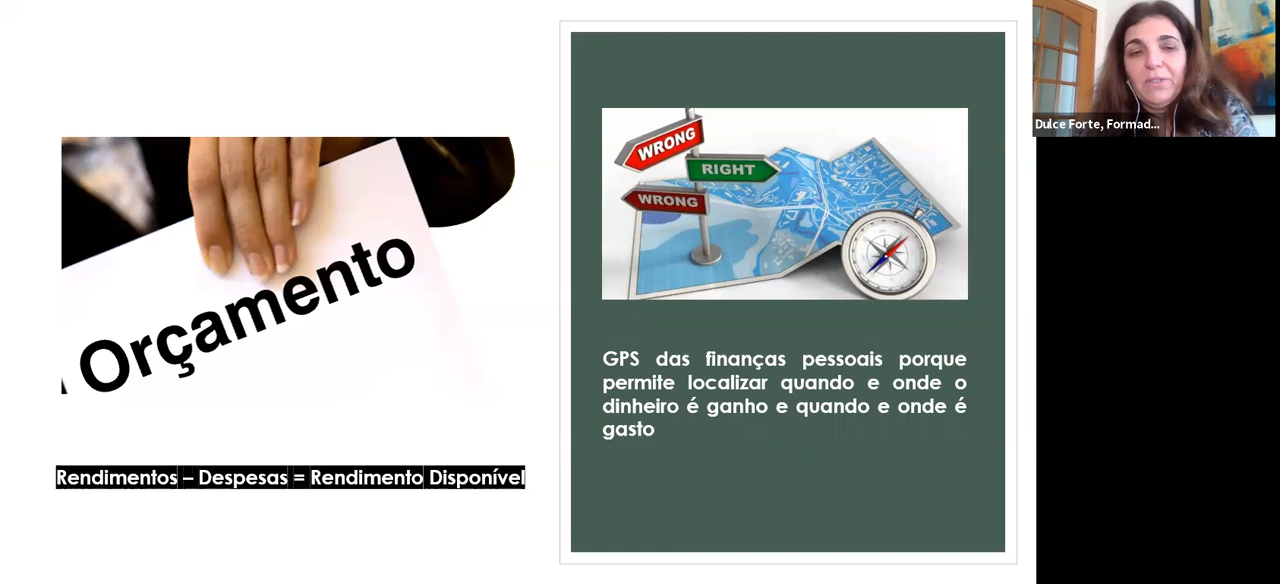 Orçamento
Rendimentos – Despesas = Rendimento Disponível
WRONG
RIGHT
WRONG
GPS das finanças pessoais porque
permite localizar quando e onde o
dinheiro é ganho e quando e onde é
gasto
Dulce Forte, Formad...